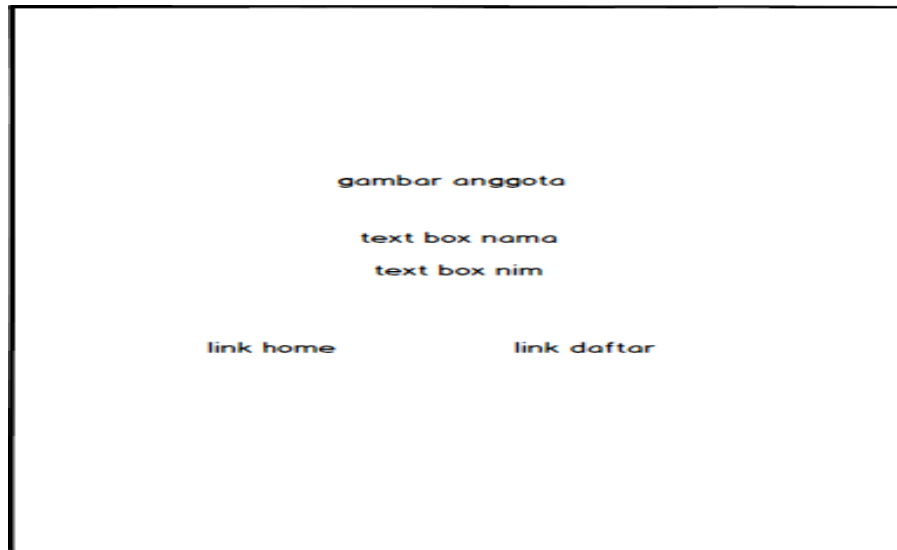 gambar anggota
text box nama
text box nim
link home link daftar